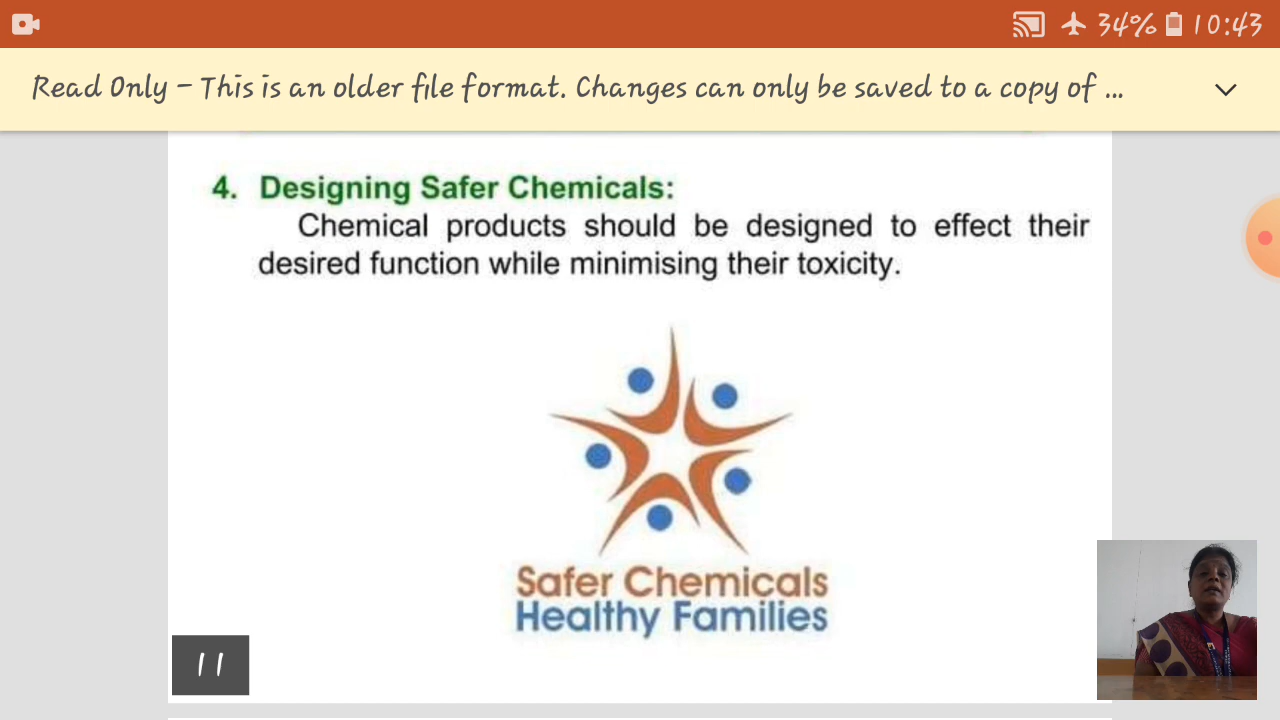 34% 10:43
Read Only – This is an older file format. Changes can only be saved to a copy of ...
4. Designing Safer Chemicals:
Chemical products should be designed to effect their
desired function while minimising their toxicity.
Safer Chemicals
Healthy Families
11